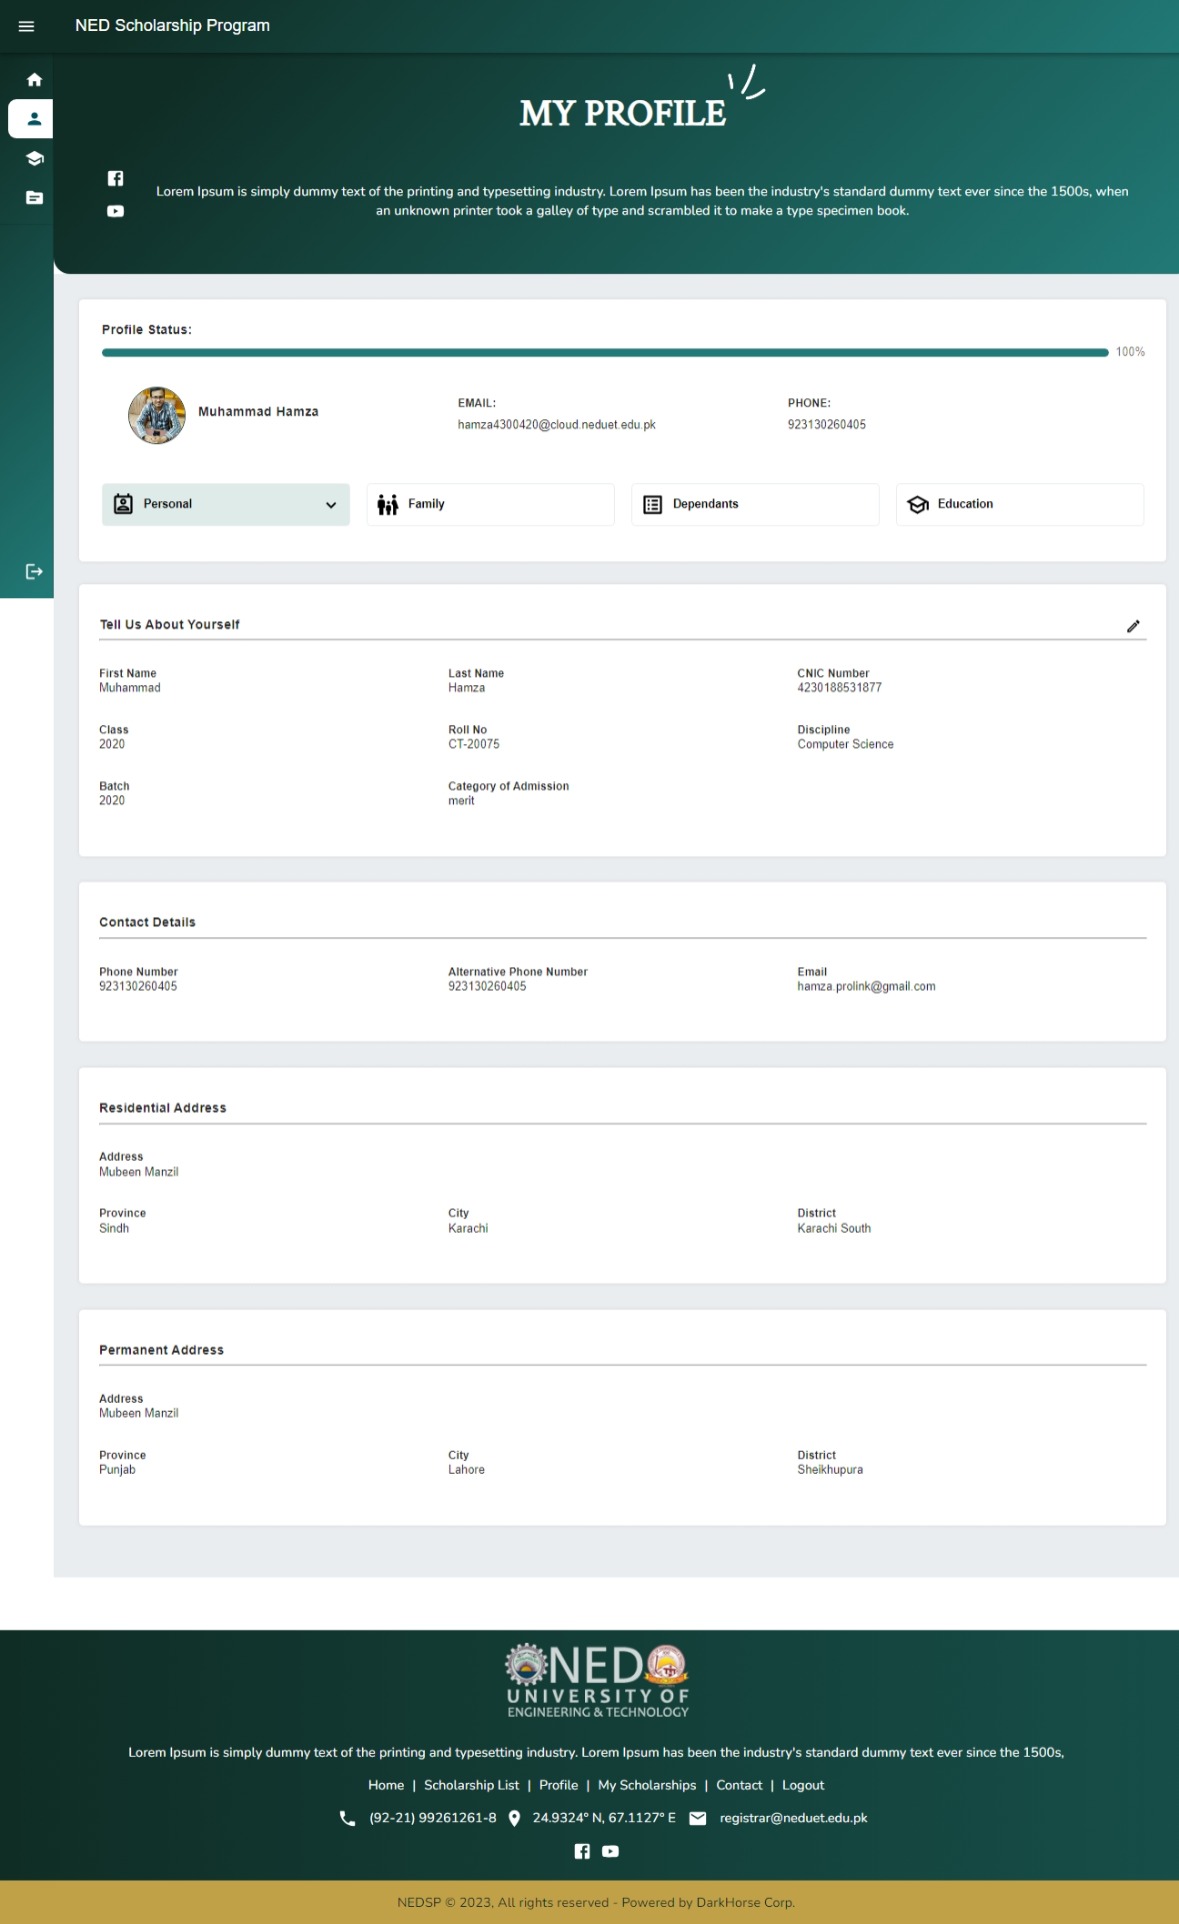 NED Scholarship Program
MY PROFILE
Lorem Ipsum is simply dummy text of the printing and typesetting industry. Lorem Ipsum has been the industry's standard dummy text ever since the 1500s, when
an unknown printer took a galley of type and scrambled it to make a type specimen book.
Profile Status:
100%
Muhammad Hamza
EMAIL:
hamza4300420@cloud.neduet.edu.pk
PHONE:
923130260405
Personal
Family
Dependants
Education
Tell Us About Yourself
First Name
Muhammad
Last Name
Hamza
CNIC Number
4230188531877
Class
2020
Roll No
CT-20075
Discipline
Computer Science
Batch
2020
Category of Admission
merit
Contact Details
Phone Number
923130260405
Alternative Phone Number
923130260405
Email
hamza.prolink@gmail.com
Residential Address
Address
Mubeen Manzil
Province
Sindh
City
Karachi
District
Karachi South
Permanent Address
Address
Mubeen Manzil
Province
Punjab
City
Lahore
District
Sheikhupura
NED
UNIVERSITY OF
ENGINEERING & TECHNOLOGY
Lorem Ipsum is simply dummy text of the printing and typesetting industry. Lorem Ipsum has been the industry's standard dummy text ever since the 1500s,
Home | Scholarship List | Profile | My Scholarships | Contact | Logout
(92-21) 99261261-8 24.9324° N, 67.1127° E registrar@neduet.edu.pk
NEDSP © 2023, All rights reserved - Powered by DarkHorse Corp.